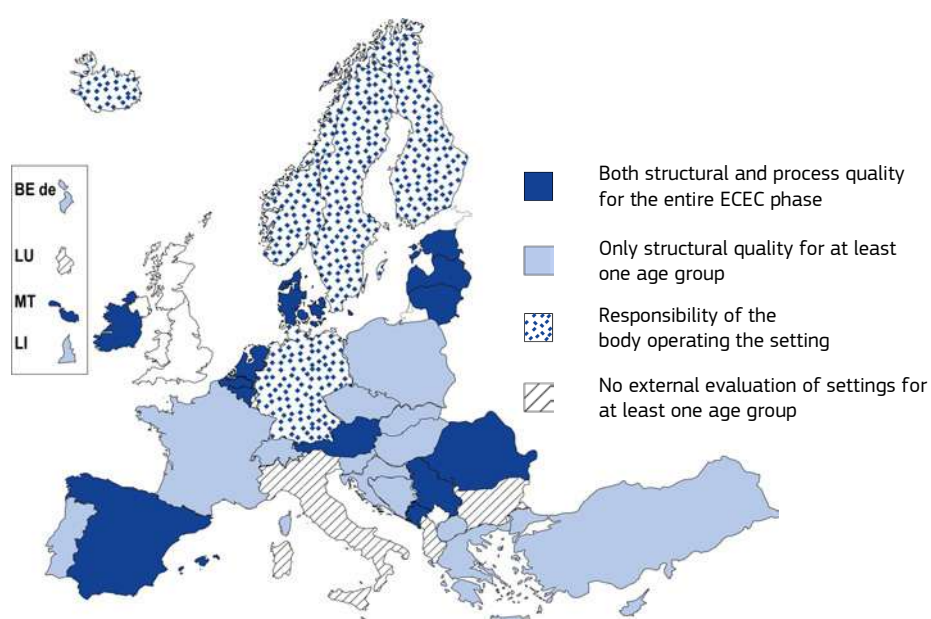 BE de
LU
MT
LI
Both structural and process quality
for the entire ECEC phase
Only structural quality for at least
one age group
Responsibility of the
body operating the setting
No external evaluation of settings for
at least one age group